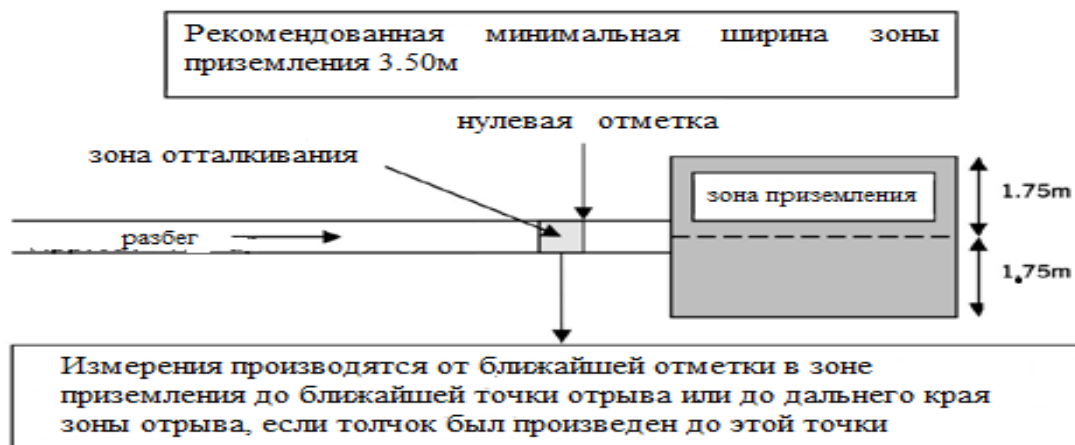 Рекомендованная минимальная ширина зоны
приземления 3.50м
нулевая отметка
зона отталкивания
зона приземления
1.75m
разбег
1.75m
Измерения производятся от ближайшей отметки в зоне
приземления до ближайшей точки отрыва или до дальнего края
зоны отрыва, если толчок был произведен до этой точки